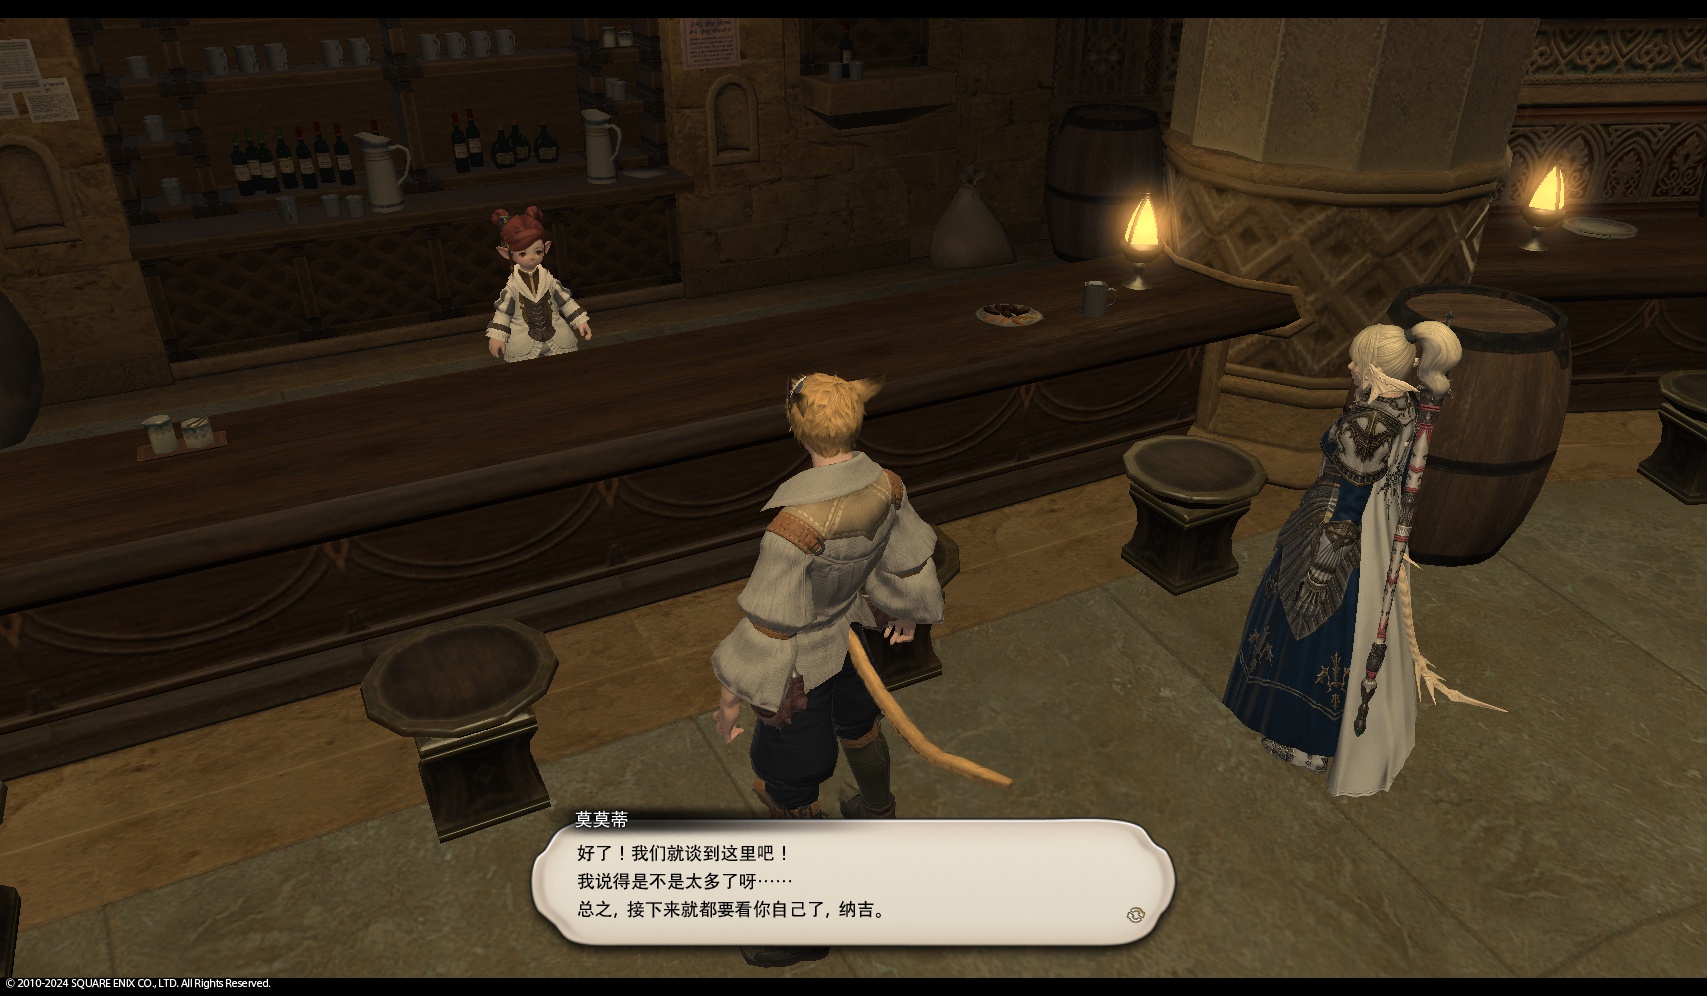 莫莫蒂
好了！我们就谈到这里吧！
我说得是不是太多了呀……
总之，接下来就都要看你自己了，纳吉。
© 2010-2024 SQUARE ENIX CO., LTD. All Rights Reserved.